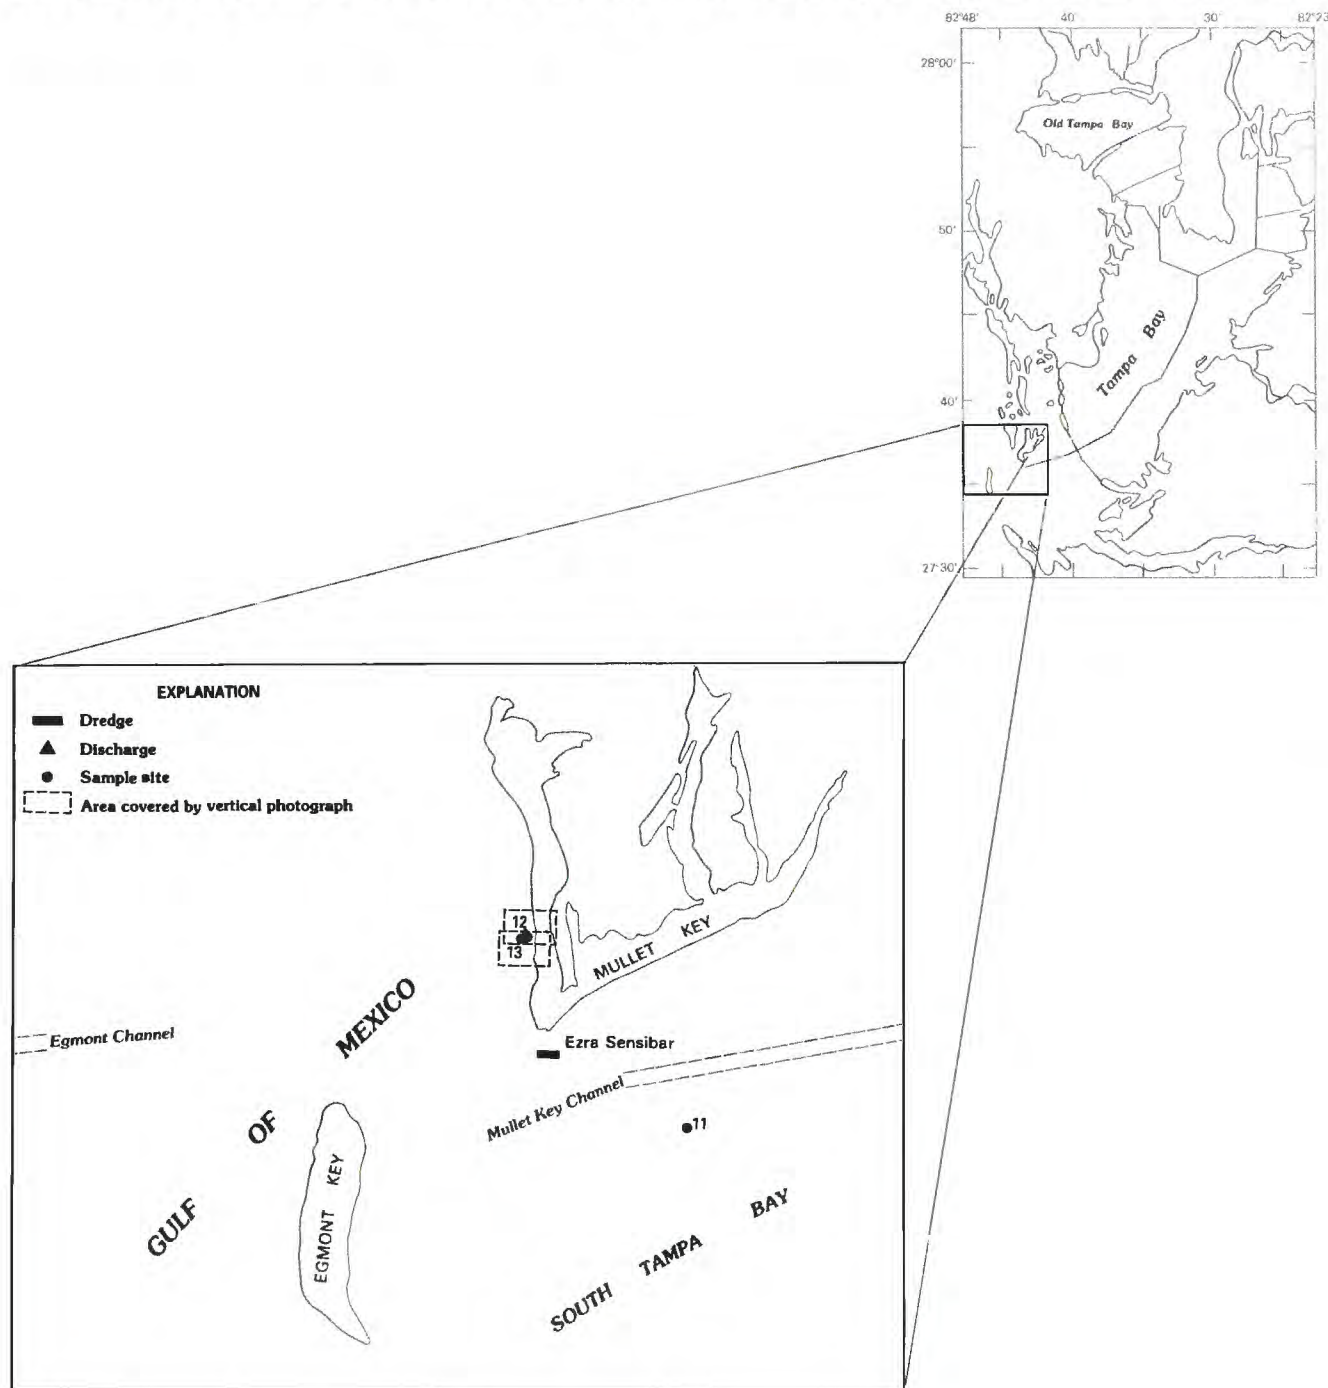 82°48' 40' 30' 82°23'
28°00'
Old Tampa Bay
50'
Tampa Bay
40'
27°30'
EXPLANATION
Dredge
Discharge
Sample site
Area covered by vertical photograph
12
13
MULLET KEY
GULF OF MEXICO
Egmont Channel
Ezra Sensibar
Mullet Key Channel
11
EGMONT KEY
SOUTH TAMPA BAY